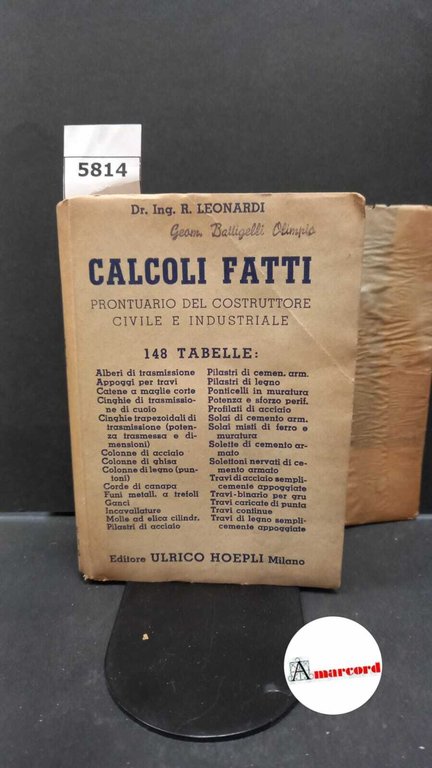 5814
Dr. Ing. R. LEONARDI
Geom. Battigelli Olimpio
CALCOLI FATTI
PRONTUARIO DEL COSTRUTTORE
CIVILE E INDUSTRIALE
148 TABELLE:
Alberi di trasmissione
Appoggi per travi
Catene a maglie corte
Cinghie di trasmissio-
ne di cuoio
Cinghie trapezoidali di
trasmissione (poten-
za trasmessa e di-
mensioni)
Colonne di acciaio
Colonne di ghisa
Colonne di legno (pun-
toni)
Corde di canapa
Funi metall. a trefoli
Ganci
Incavallature
Molle ad elica cilindr.
Pilastri di acciaio
Pilastri di cemen. arm.
Pilastri di legno
Ponticelli in muratura
Potenza e sforzo perif.
Profilati di acciaio
Solai di cemento arm.
Solai misti di ferro e
muratura
Solette di cemento ar-
mato
Solettoni nervati di ce-
mento armato
Travi di acciaio sempli-
cemente appoggiate
Travi-binario per gru
Travi caricate di punta
Travi continue
Travi di legno sempli-
cemente appoggiate
Editore ULRICO HOEPLI Milano
Amarcord